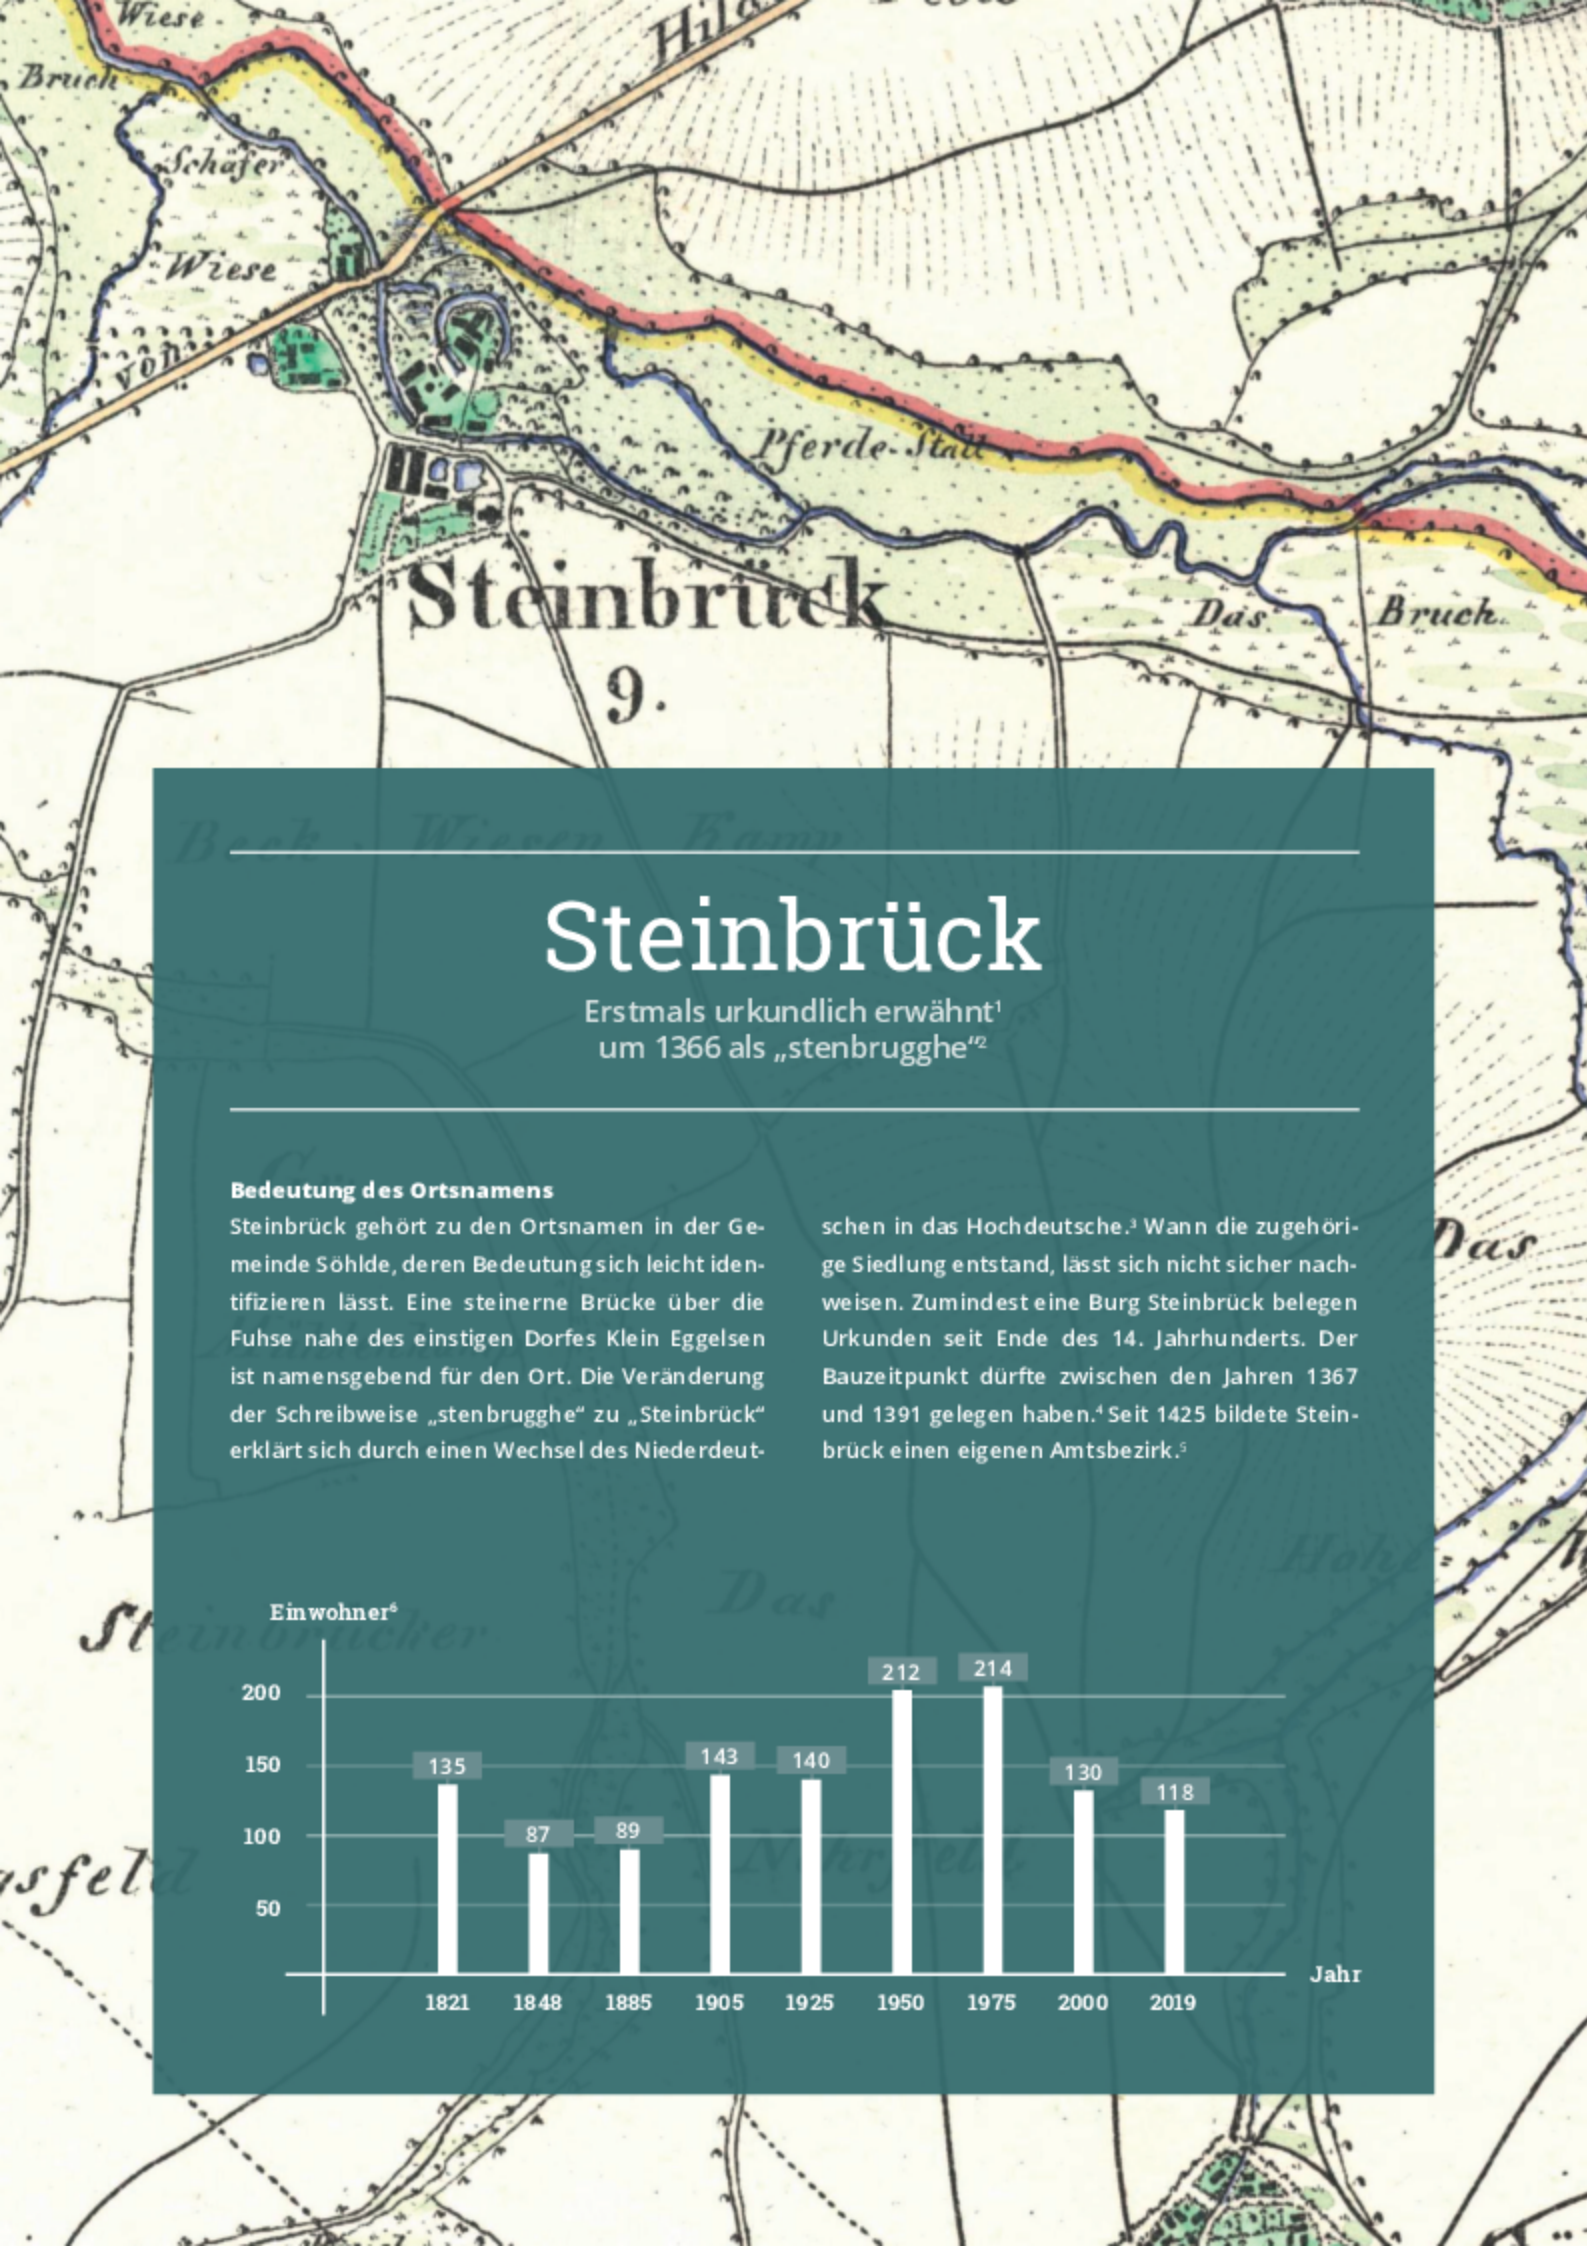 Wiese.
Bruch
Schäfer
Wiese
von
Pferde-Stall
Steinbrück
9.
Das
Bruch.
Beck
Wiesen
Kamp
Steinbrück
Erstmals urkundlich erwähnt¹
um 1366 als „stenbrugghe“²
Bedeutung des Ortsnamens
Steinbrück gehört zu den Ortsnamen in der Ge-
meinde Söhlde, deren Bedeutung sich leicht iden-
tifizieren lässt. Eine steinerne Brücke über die
Fuhse nahe des einstigen Dorfes Klein Eggelsen
ist namensgebend für den Ort. Die Veränderung
der Schreibweise „stenbrugghe“ zu „Steinbrück“
erklärt sich durch einen Wechsel des Niederdeut-
schen in das Hochdeutsche.³ Wann die zugehöri-
ge Siedlung entstand, lässt sich nicht sicher nach-
weisen. Zumindest eine Burg Steinbrück belegen
Urkunden seit Ende des 14. Jahrhunderts. Der
Bauzeitpunkt dürfte zwischen den Jahren 1367
und 1391 gelegen haben.⁴ Seit 1425 bildete Stein-
brück einen eigenen Amtsbezirk.⁵
Das
Das
Steinbrücker
Einwohner⁶
200
150
100
50
135
87
89
143
140
212
214
130
118
1821 1848 1885 1905 1925 1950 1975 2000 2019
Jahr